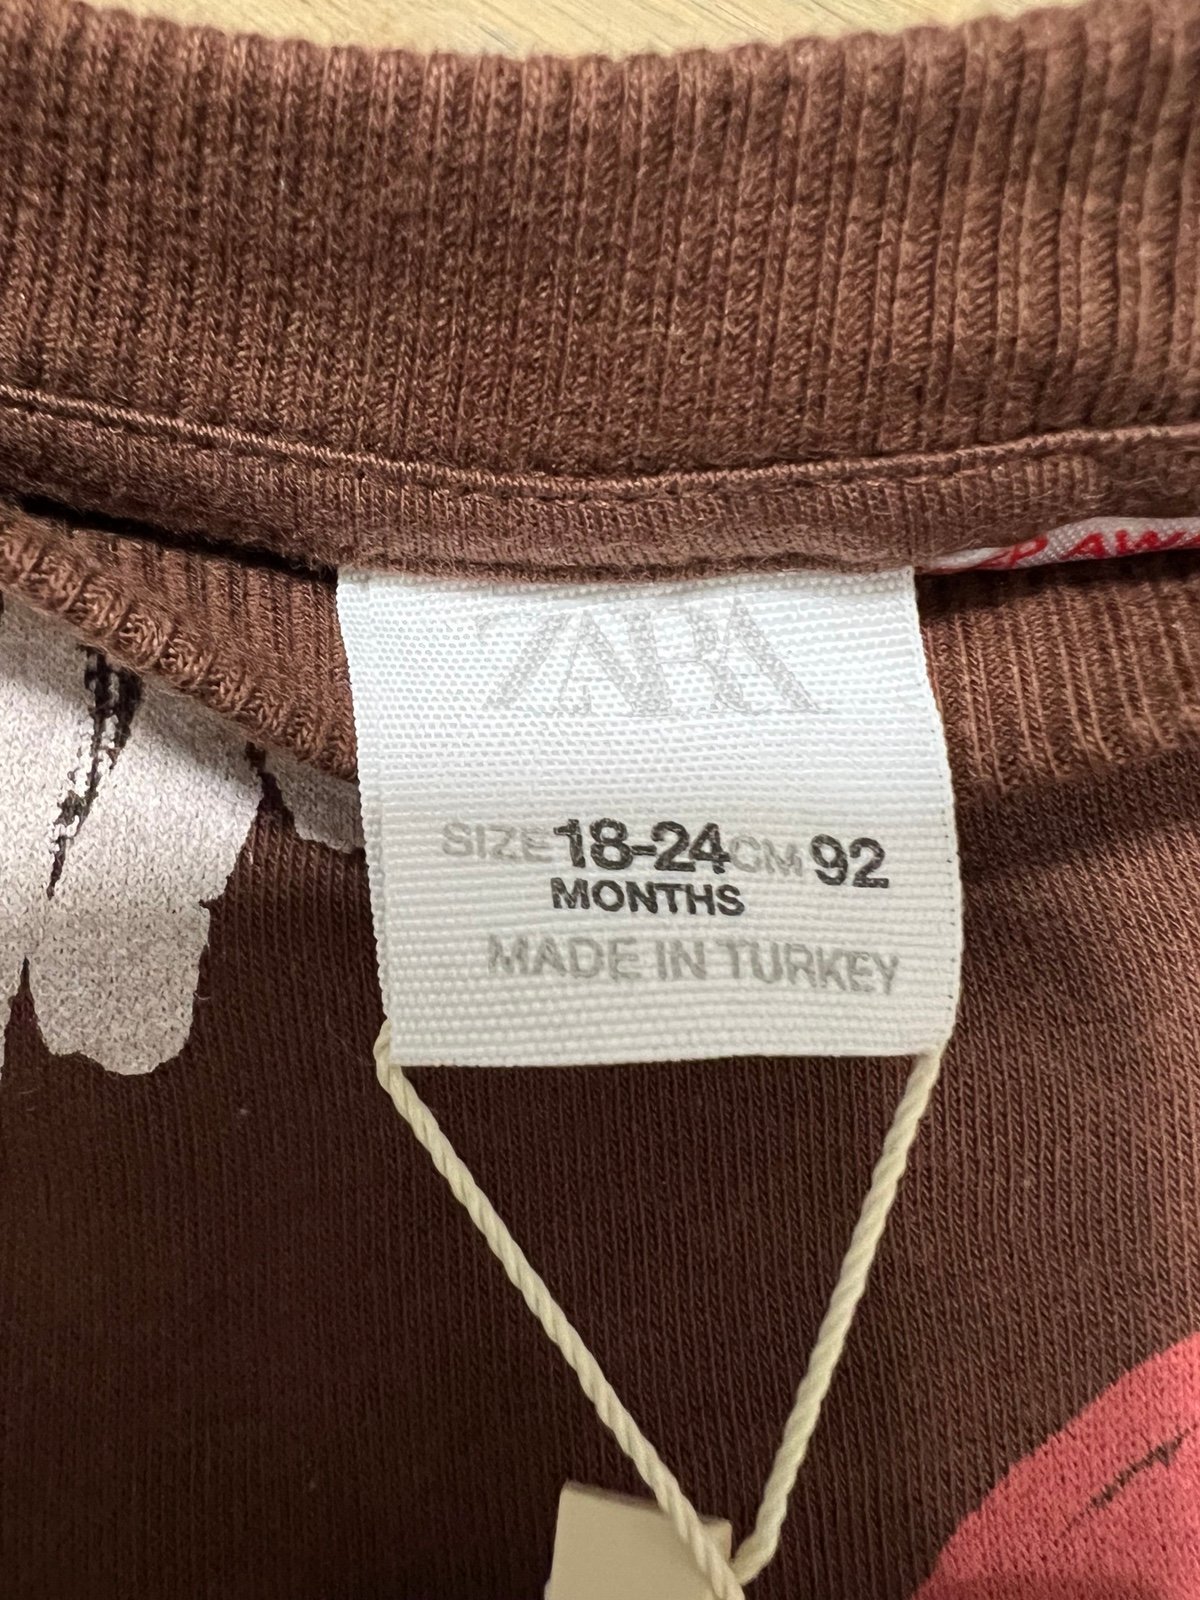 ZARA
SIZE 18-24 CM 92
MONTHS
MADE IN TURKEY